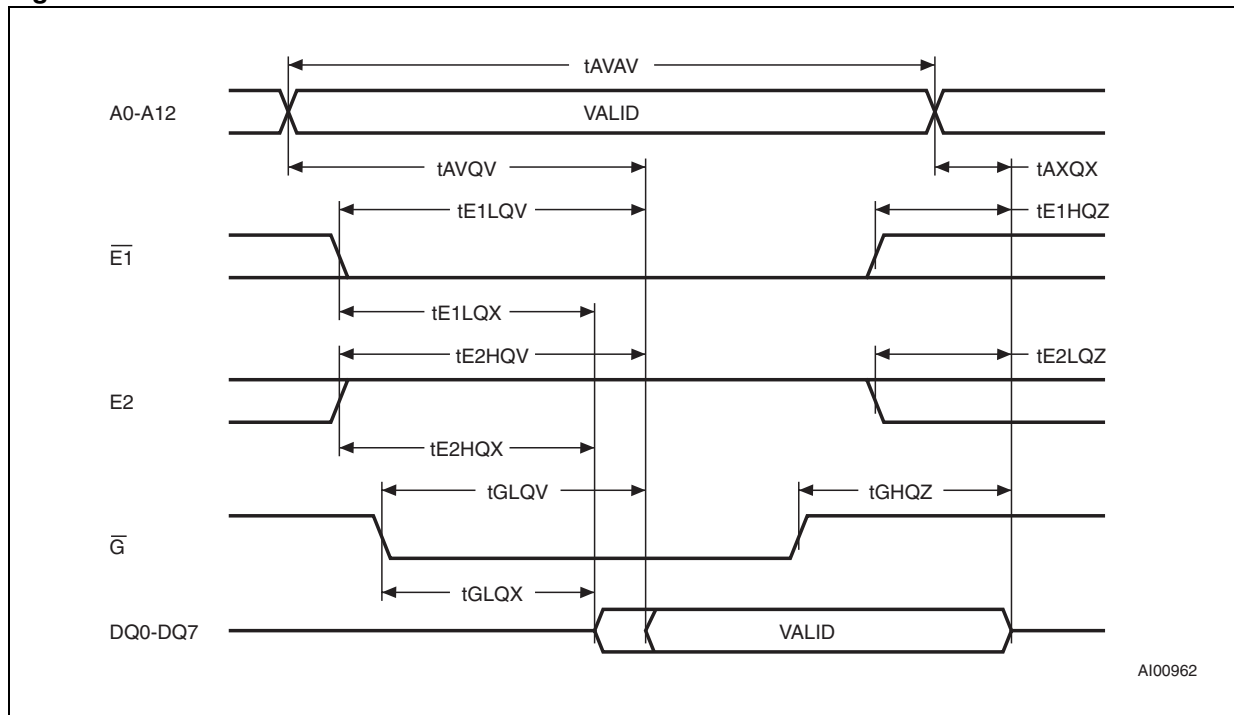 tAVAV
A0-A12 VALID
tAVQV tAXQX
tE1LQV tE1HQZ
E1
tE1LQX
tE2HQV tE2LQZ
E2
tE2HQX
tGLQV tGHQZ
G
tGLQX
DQ0-DQ7 VALID
AI00962